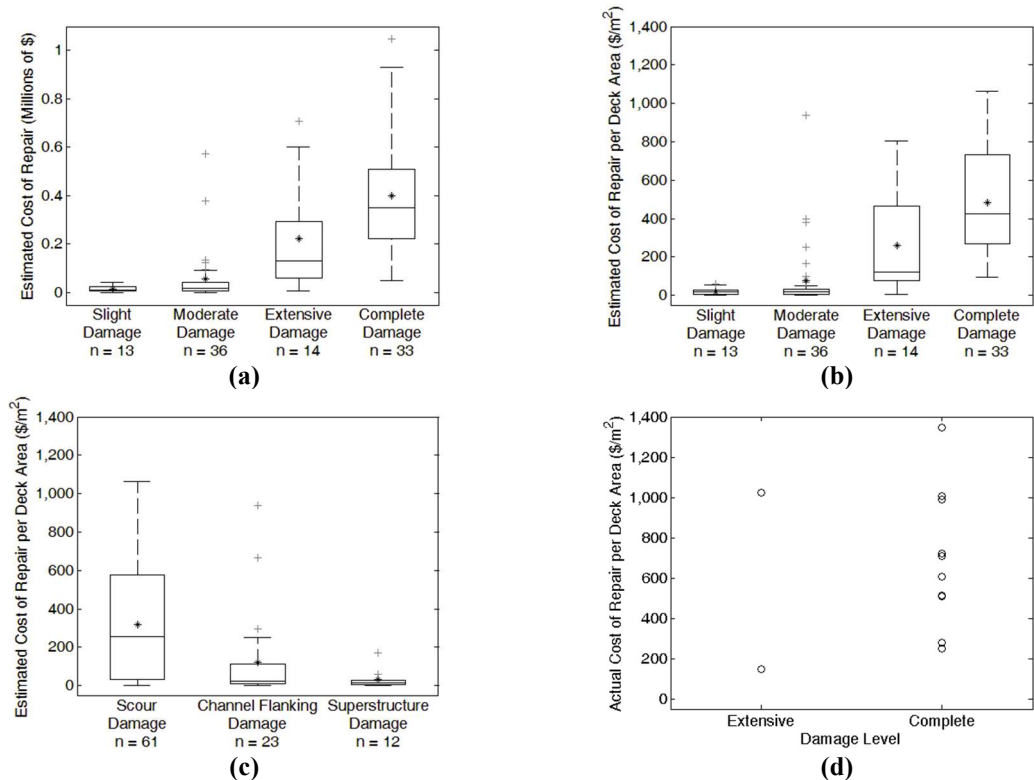 Estimated Cost of Repair (Millions of $)
1
0.8
0.6
0.4
0.2
0
Slight Moderate Extensive Complete
Damage Damage Damage Damage
n = 13 n = 36 n = 14 n = 33
(a)
Estimated Cost of Repair per Deck Area ($/m²)
1,400
1,200
1,000
800
600
400
200
0
Slight Moderate Extensive Complete
Damage Damage Damage Damage
n = 13 n = 36 n = 14 n = 33
(b)
Estimated Cost of Repair per Deck Area ($/m²)
1,400
1,200
1,000
800
600
400
200
0
Scour Channel Flanking Superstructure
Damage Damage Damage
n = 61 n = 23 n = 12
(c)
Actual Cost of Repair per Deck Area ($/m²)
1,400
1,200
1,000
800
600
400
200
0
Extensive Complete
Damage Level
(d)